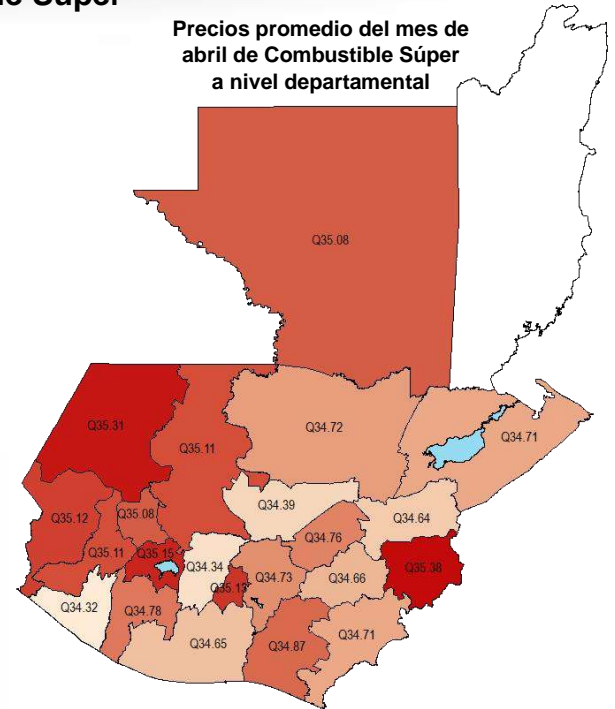 Súper
Precios promedio del mes de
abril de Combustible Súper
a nivel departamental
Q35.08
Q35.31
Q35.11
Q34.72
Q34.71
Q34.39
Q35.12
Q35.08
Q34.64
Q34.76
Q35.11
Q35.15
Q34.34
Q34.73
Q34.66
Q35.38
Q35.13
Q34.32
Q34.78
Q34.65
Q34.87
Q34.71